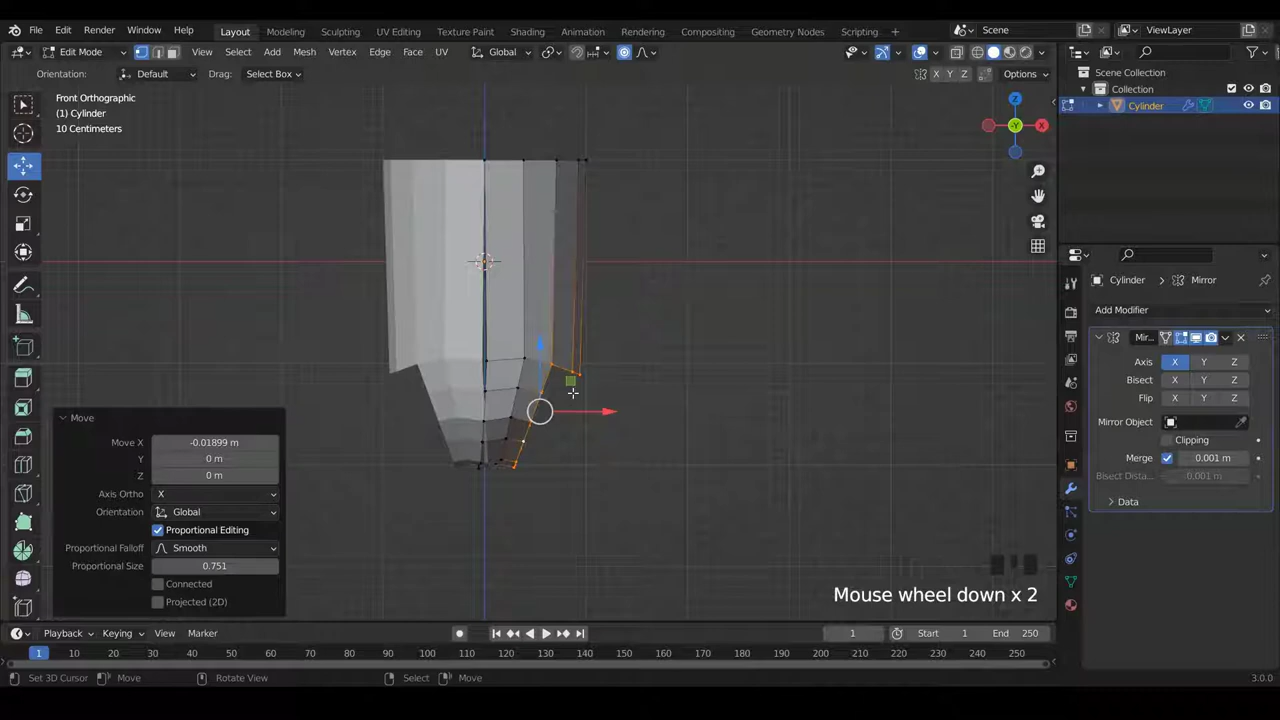 File Edit Render Window Help Layout Modeling Sculpting UV Editing Texture Paint Shading Animation Rendering Compositing Geometry Nodes Scripting Scene ViewLayer
Edit Mode View Select Add Mesh Vertex Edge Face UV Global
Orientation: Default Drag: Select Box X Y Z Options
Scene Collection
Collection
Cylinder
Front Orthographic
(1) Cylinder
10 Centimeters
Z
-Y
X
Cylinder > Mirror
Add Modifier
Mir...
Axis X Y Z
Bisect X Y Z
Flip X Y Z
Mirror Object
Clipping
Merge 0.001 m
Bisect Dista... 0.001 m
Data
Move
Move X -0.01899 m
Y 0 m
Z 0 m
Axis Ortho X
Orientation Global
Proportional Editing
Proportional Falloff Smooth
Proportional Size 0.751
Connected
Projected (2D)
Mouse wheel down x 2
Playback Keying View Marker 1 Start 1 End 250
1 10 20 30 40 50 60 70 80 90 100 110 120 130 140 150 160 170 180 190 200 210 220 230 240 250
Set 3D Cursor Move Rotate View Select Move 3.0.0